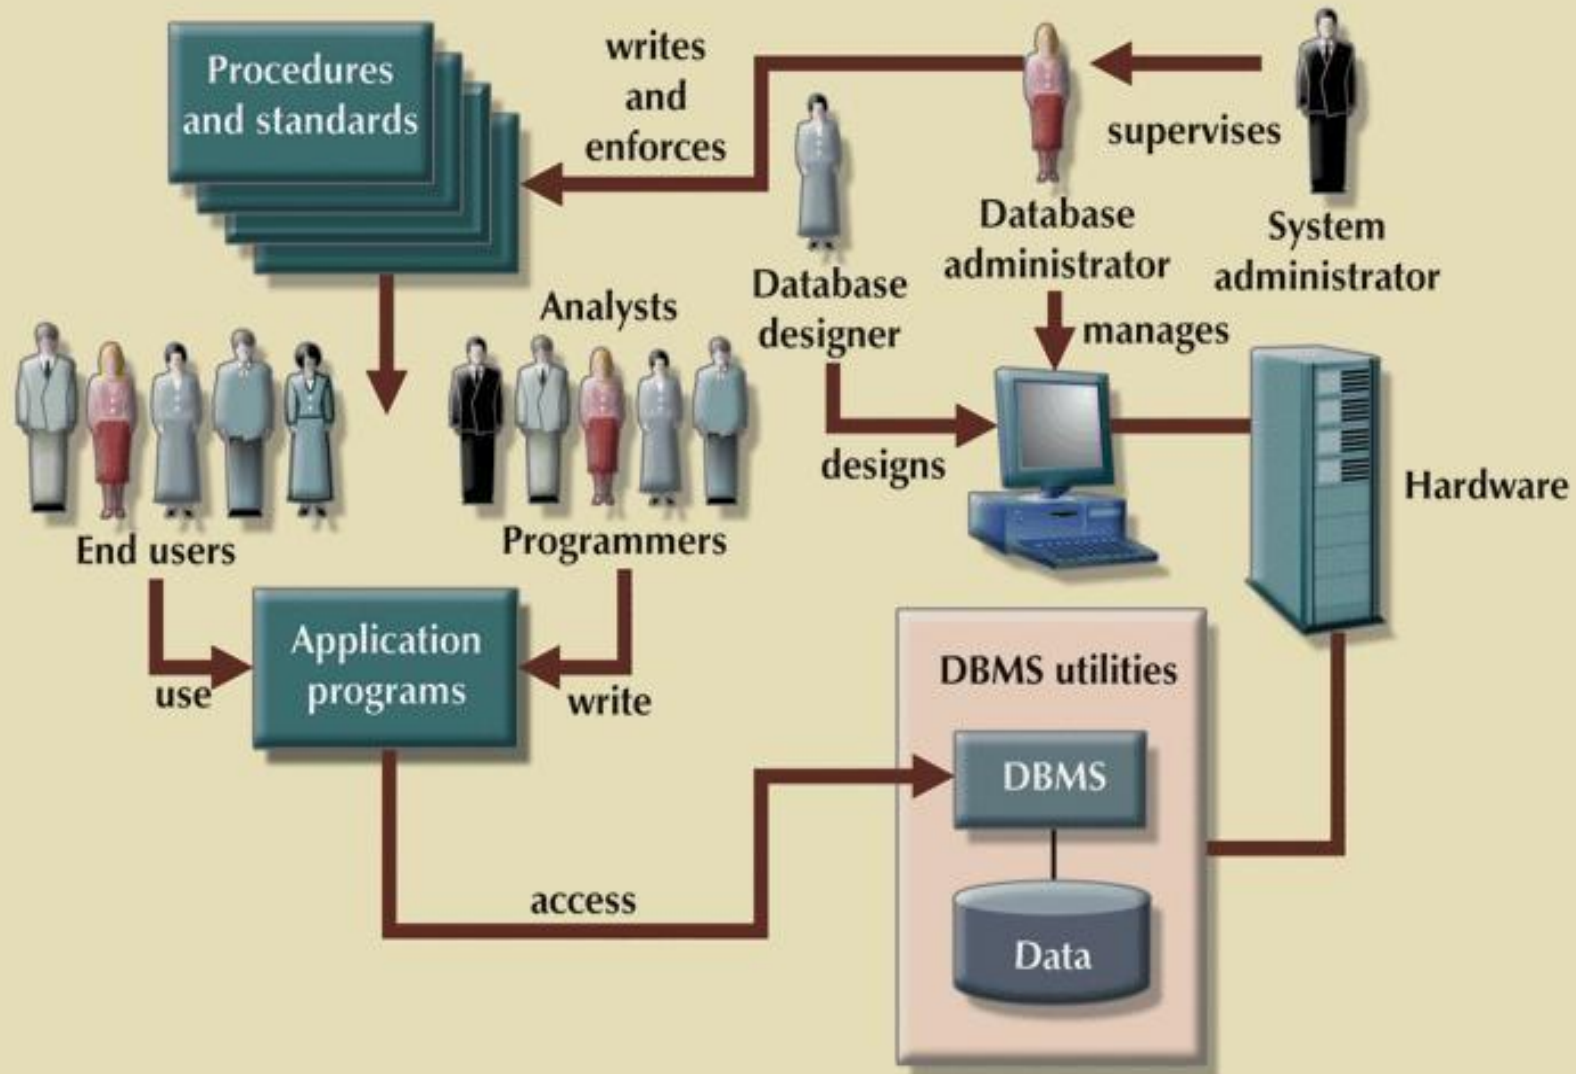 Procedures
and standards
writes
and
enforces
supervises
Database
administrator
System
administrator
Database
designer
Analysts
manages
designs
Hardware
End users
Programmers
Application
programs
use
write
DBMS utilities
DBMS
access
Data